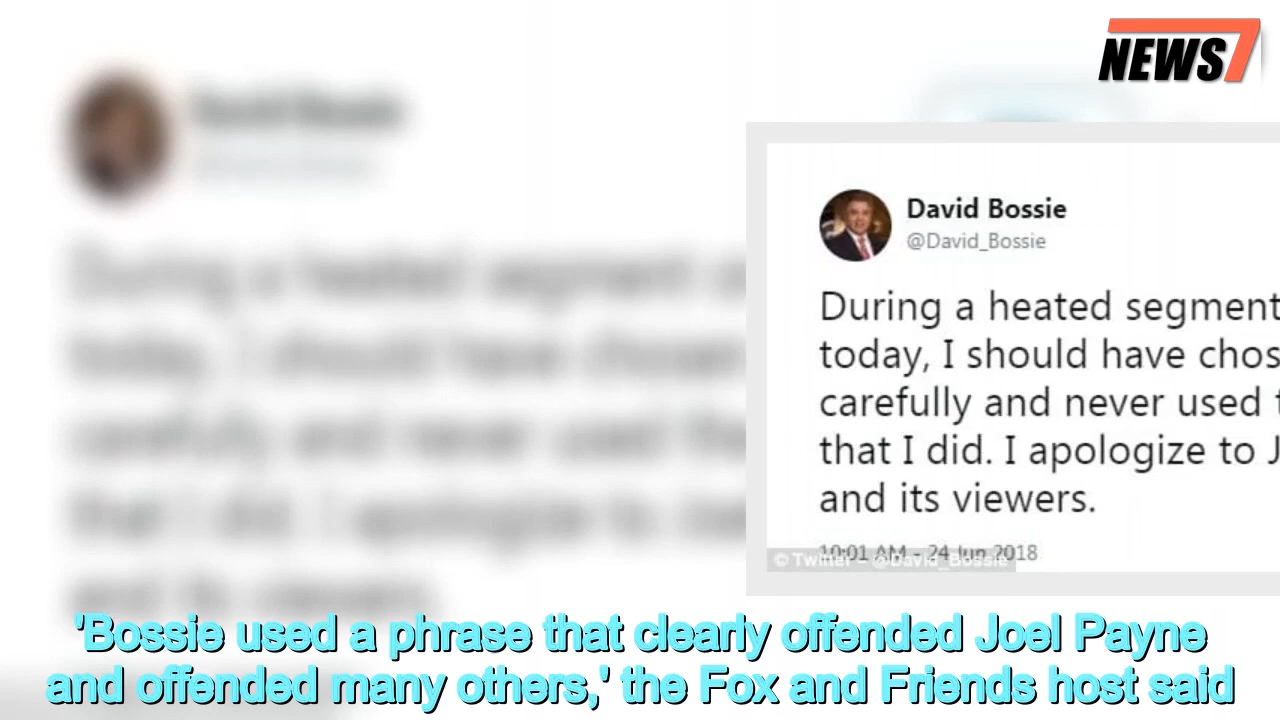 NEWS7
David Bossie
@David_Bossie
During a heated segment
today, I should have chos
carefully and never used t
that I did. I apologize to J
and its viewers.
10:01 AM - 24 Jun 2018
© Twitter – @David_Bossie
'Bossie used a phrase that clearly offended Joel Payne
and offended many others,' the Fox and Friends host said